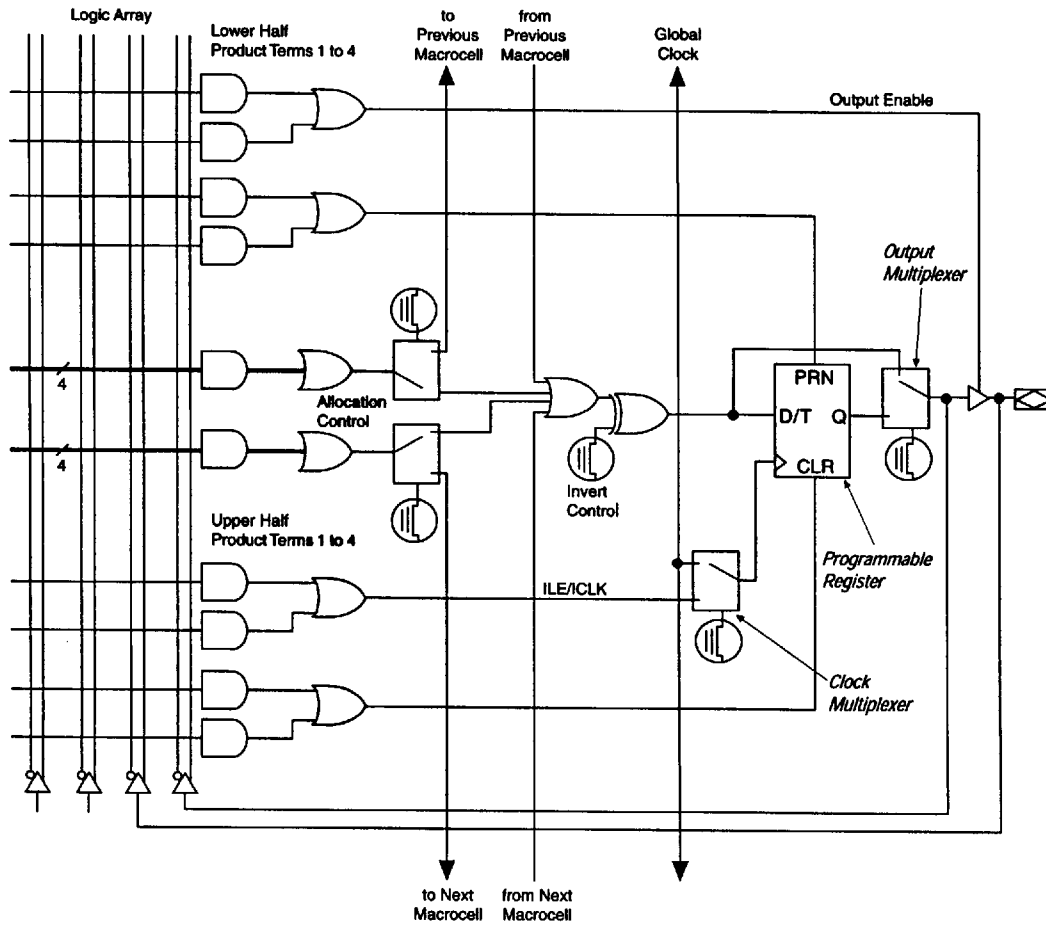 Logic Array
Lower Half
Product Terms 1 to 4
to
Previous
Macrocell
from
Previous
Macrocell
Global
Clock
Output Enable
Output
Multiplexer
4
Allocation
Control
PRN
D/T Q
CLR
4
Invert
Control
Upper Half
Product Terms 1 to 4
Programmable
Register
ILE/ICLK
Clock
Multiplexer
to Next
Macrocell
from Next
Macrocell